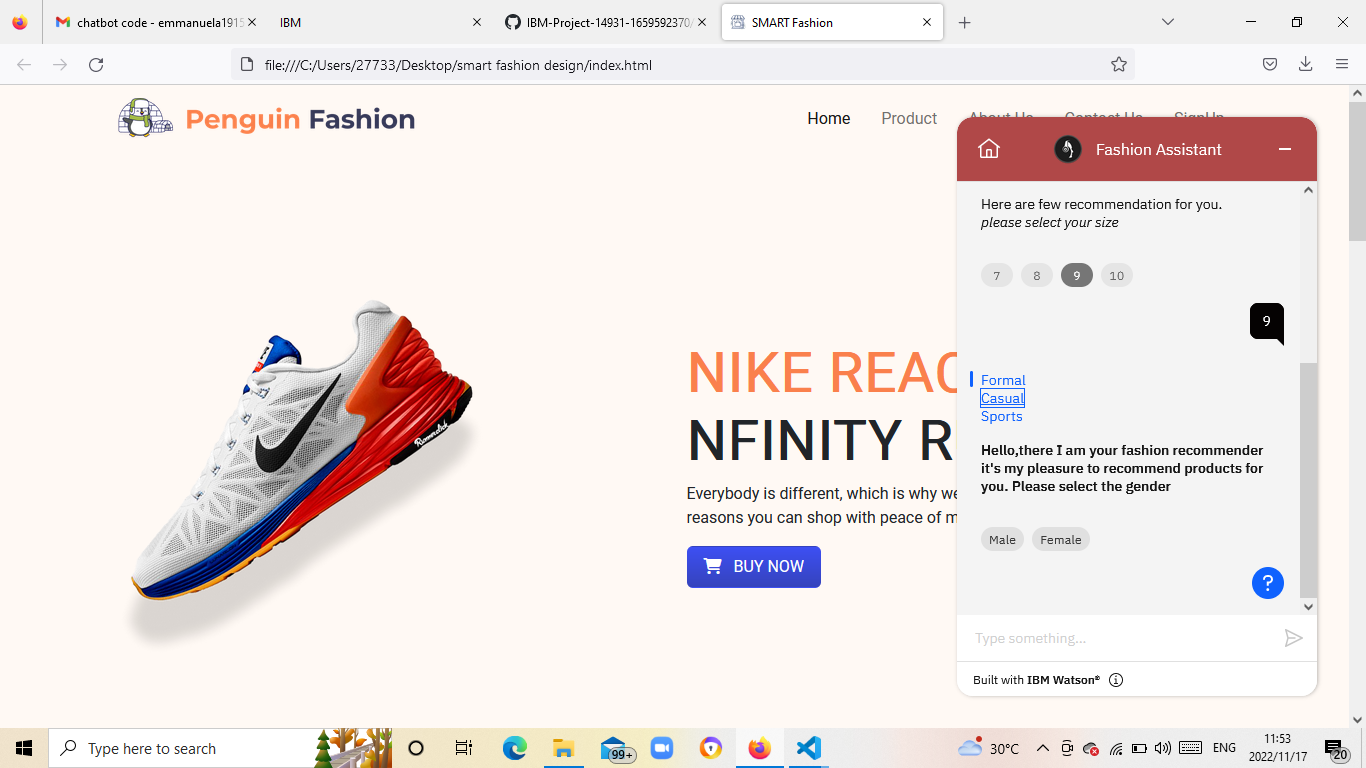 chatbot code - emmanuela1915
IBM
IBM-Project-14931-1659592370/
SMART Fashion
file:///C:/Users/27733/Desktop/smart fashion design/index.html
Penguin Fashion
Home
Product
About Us
Contact Us
SignUp
Fashion Assistant
Here are few recommendation for you.
please select your size
7 8 9 10
9
Formal
Casual
Sports
Hello,there I am your fashion recommender
it's my pleasure to recommend products for
you. Please select the gender
Male Female
?
Type something...
Built with IBM Watson®
NIKE REAC
NFINITY R
Everybody is different, which is why we
reasons you can shop with peace of m
BUY NOW
Type here to search
99+
30°C
ENG
11:53
2022/11/17
20